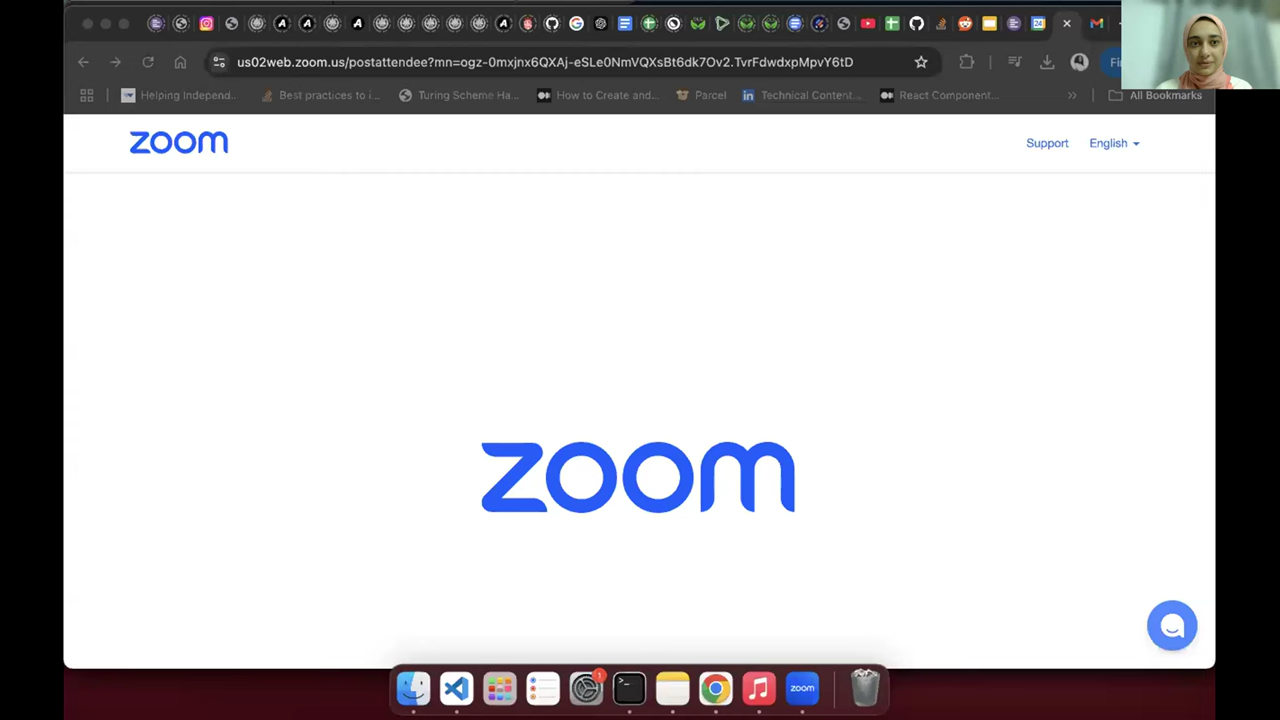 us02web.zoom.us/postattendee?mn=ogz-0mxjnx6QXAj-eSLe0NmVQXsBt6dk7Ov2.TvrFdwdxpMpvY6tD
Helping Independ..
Best practices to i...
Turing Scheme Ha...
How to Create and...
Parcel
Technical Content...
React Component...
»
All Bookmarks
zoom
Support
English
zoom
1
zoom